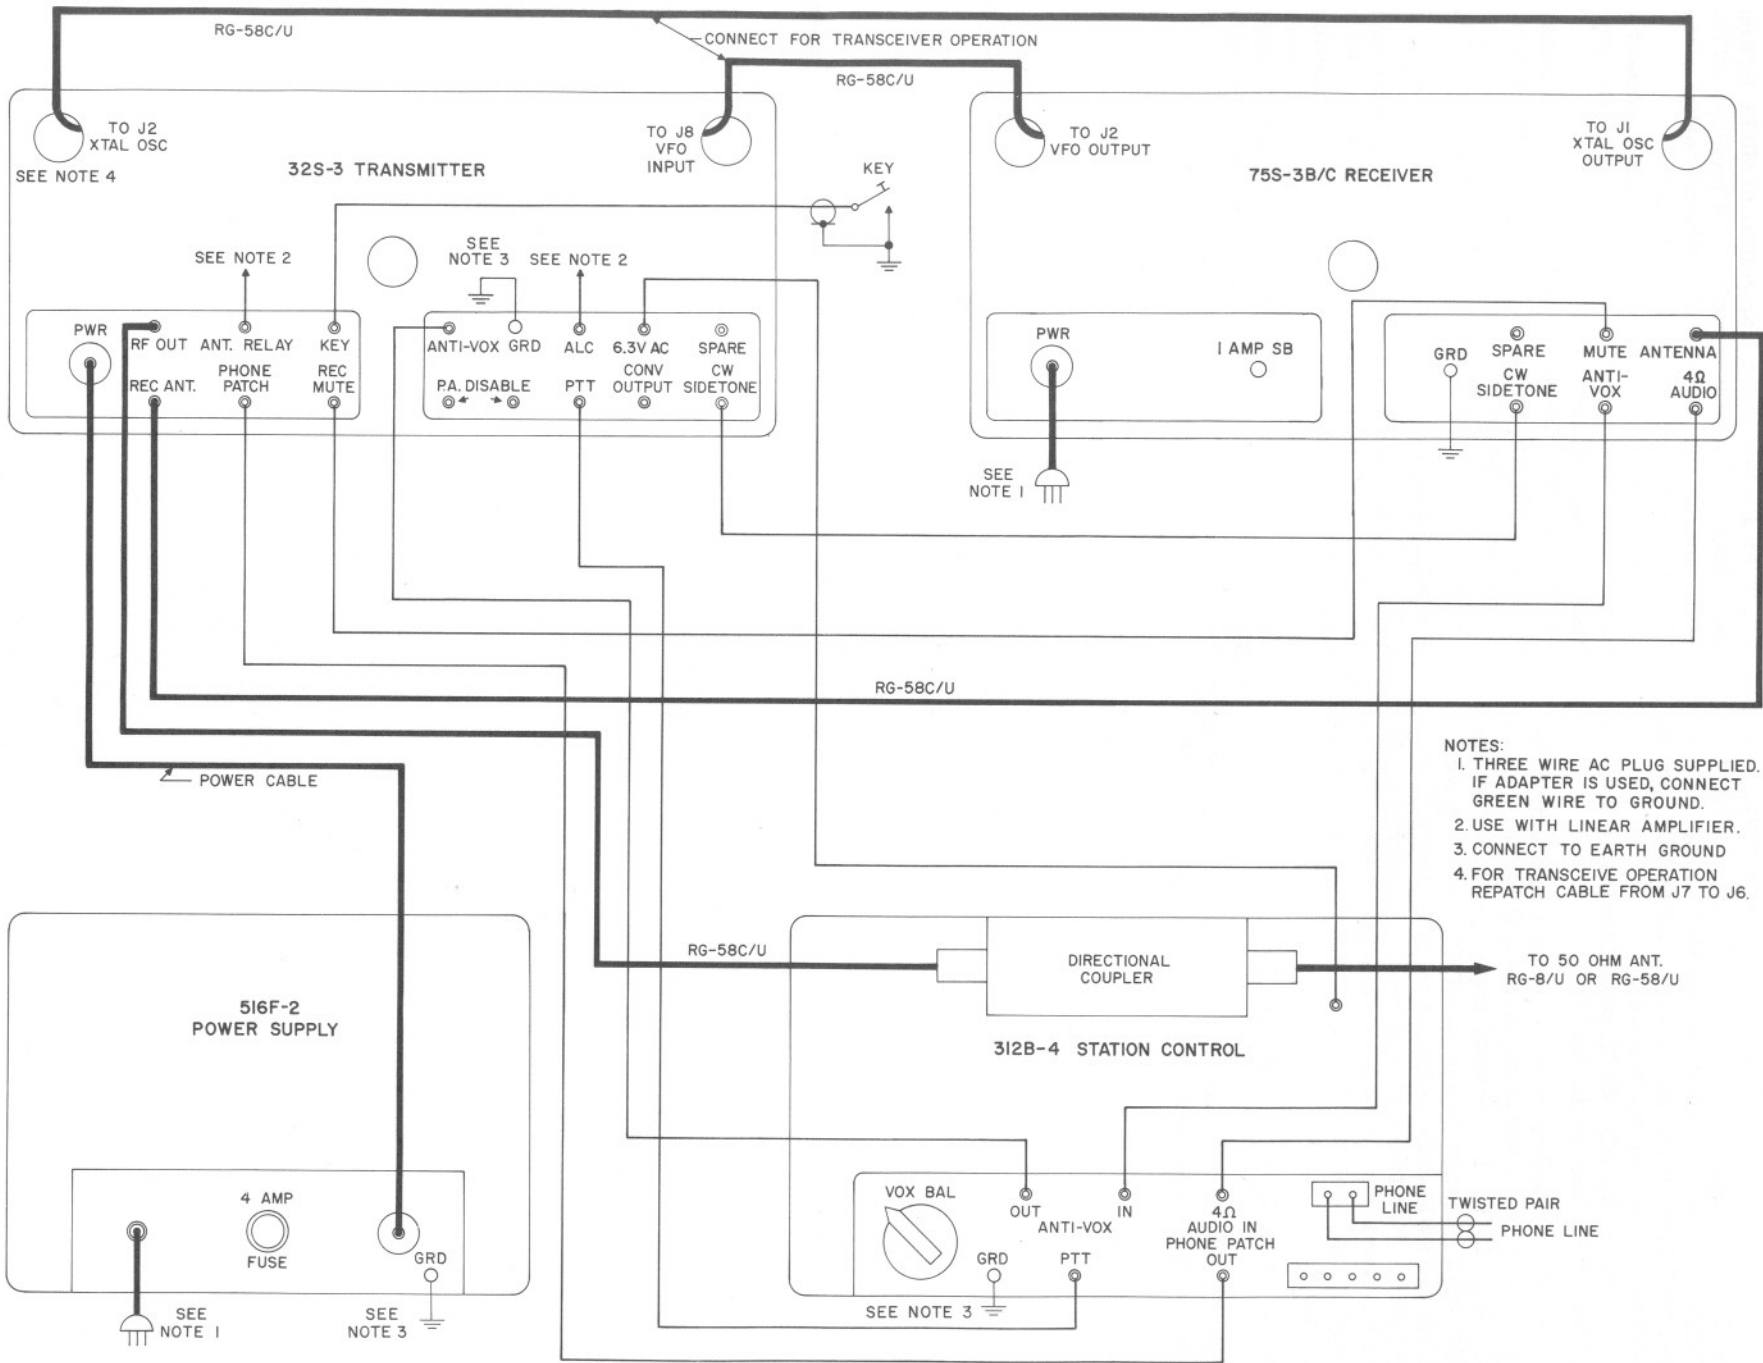 RG-58C/U
CONNECT FOR TRANSCEIVER OPERATION
RG-58C/U
TO J2
XTAL OSC
SEE NOTE 4
32S-3 TRANSMITTER
TO J8
VFO
INPUT
KEY
TO J2
VFO OUTPUT
75S-3B/C RECEIVER
TO J1
XTAL OSC
OUTPUT
SEE NOTE 2
SEE
NOTE 3
SEE NOTE 2
PWR
RF OUT
ANT. RELAY
KEY
REC ANT.
PHONE
PATCH
REC
MUTE
ANTI-VOX
GRD
ALC
6.3V AC
SPARE
P.A. DISABLE
PTT
CONV
OUTPUT
CW
SIDETONE
PWR
1 AMP SB
SEE
NOTE 1
GRD
SPARE
MUTE
ANTENNA
CW
SIDETONE
ANTI-
VOX
4Ω
AUDIO
RG-58C/U
POWER CABLE
NOTES:
1. THREE WIRE AC PLUG SUPPLIED.
IF ADAPTER IS USED, CONNECT
GREEN WIRE TO GROUND.
2. USE WITH LINEAR AMPLIFIER.
3. CONNECT TO EARTH GROUND
4. FOR TRANSCEIVE OPERATION
REPATCH CABLE FROM J7 TO J6.
516F-2
POWER SUPPLY
4 AMP
FUSE
GRD
SEE
NOTE 1
SEE
NOTE 3
RG-58C/U
DIRECTIONAL
COUPLER
TO 50 OHM ANT.
RG-8/U OR RG-58/U
312B-4 STATION CONTROL
VOX BAL
OUT
IN
ANTI-VOX
4Ω
AUDIO IN
PHONE PATCH
OUT
GRD
PTT
SEE NOTE 3
PHONE
LINE
TWISTED PAIR
PHONE LINE